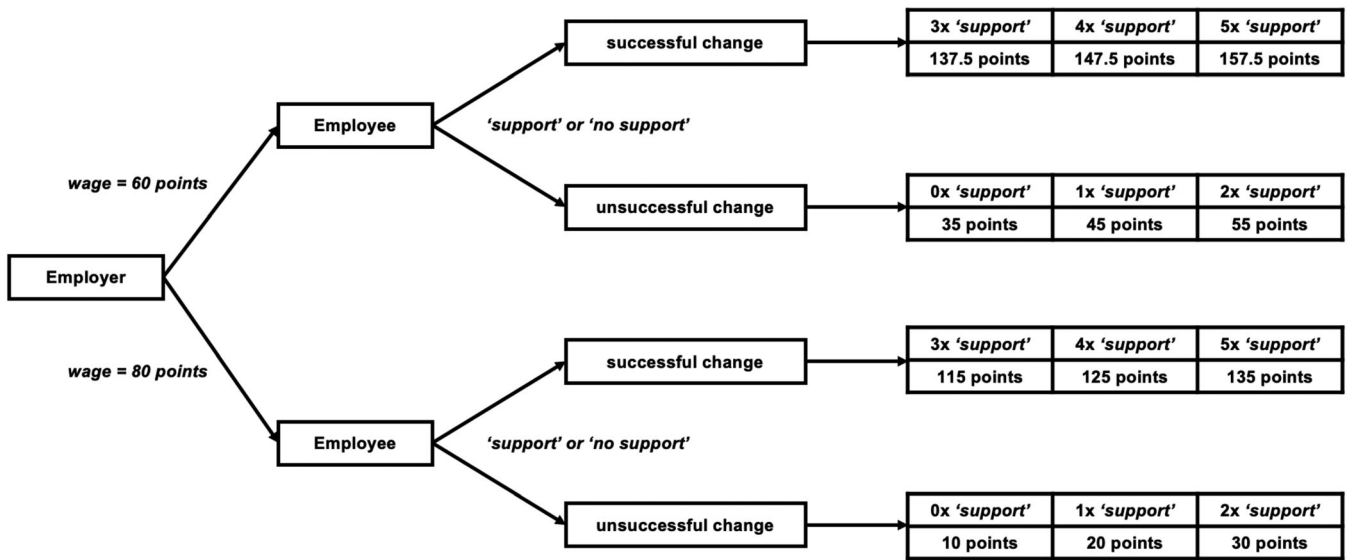 successful change
3x ‘support’ 4x ‘support’ 5x ‘support’
137.5 points 147.5 points 157.5 points
Employee
‘support’ or ‘no support’
wage = 60 points
unsuccessful change
0x ‘support’ 1x ‘support’ 2x ‘support’
35 points 45 points 55 points
Employer
wage = 80 points
successful change
3x ‘support’ 4x ‘support’ 5x ‘support’
115 points 125 points 135 points
Employee
‘support’ or ‘no support’
unsuccessful change
0x ‘support’ 1x ‘support’ 2x ‘support’
10 points 20 points 30 points